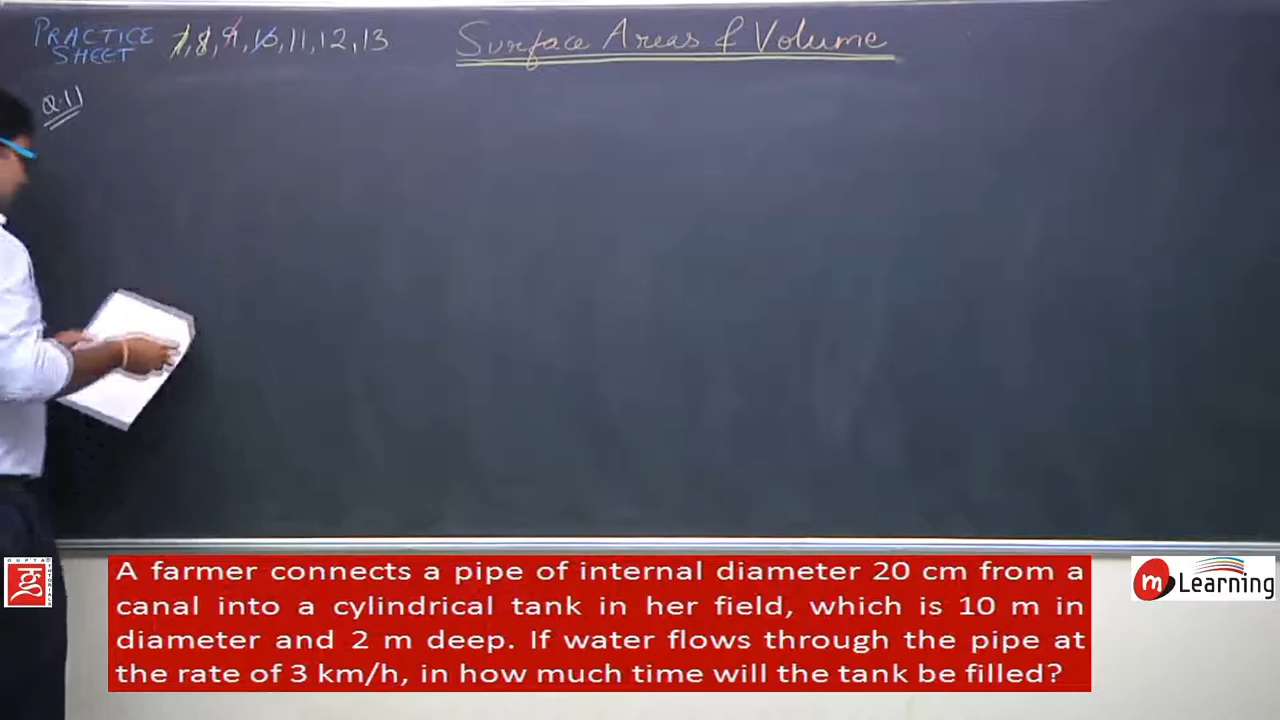 PRACTICE SHEET 7, 8, 9, 10, 11, 12, 13
Surface Areas & Volume
Q.11
A farmer connects a pipe of internal diameter 20 cm from a
canal into a cylindrical tank in her field, which is 10 m in
diameter and 2 m deep. If water flows through the pipe at
the rate of 3 km/h, in how much time will the tank be filled?
GUPTA
TUTORIALS
m Learning